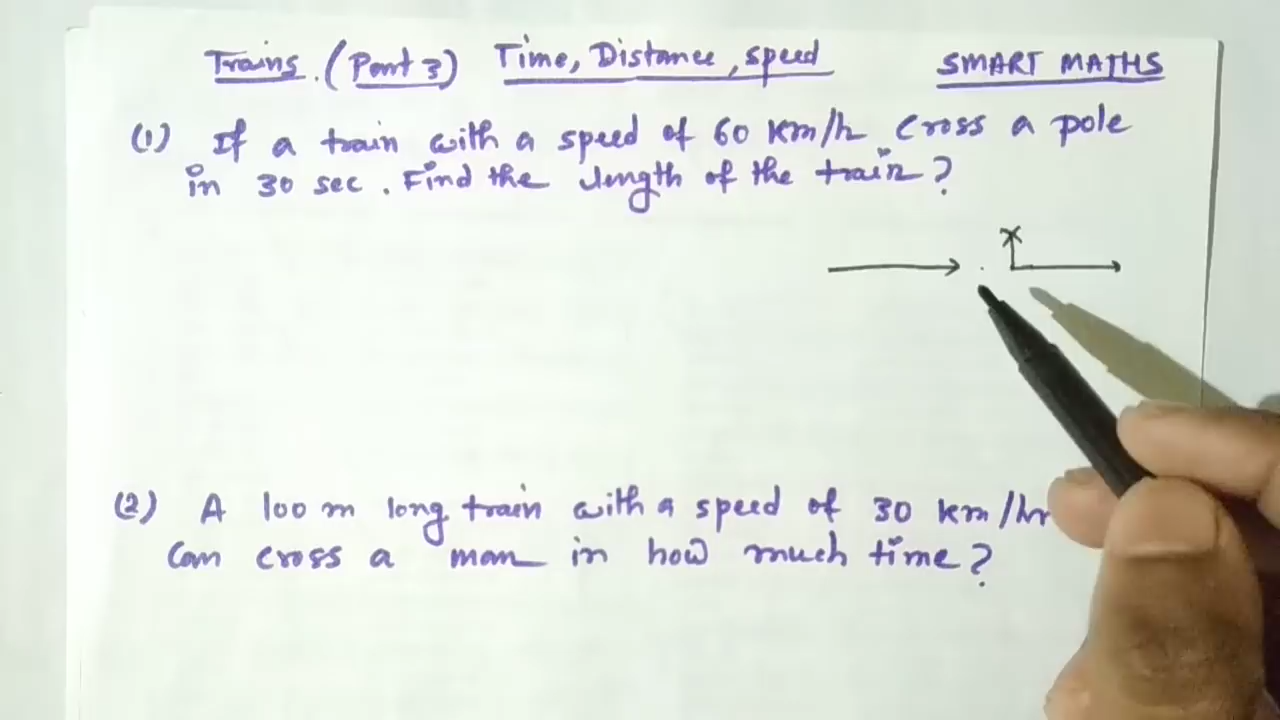 Trains. (Part 3) Time, Distance, speed SMART MATHS
(1) If a train with a speed of 60 Km/h cross a pole
in 30 sec. Find the length of the train?
(2) A 100 m long train with a speed of 30 km/hr
Can cross a man in how much time?